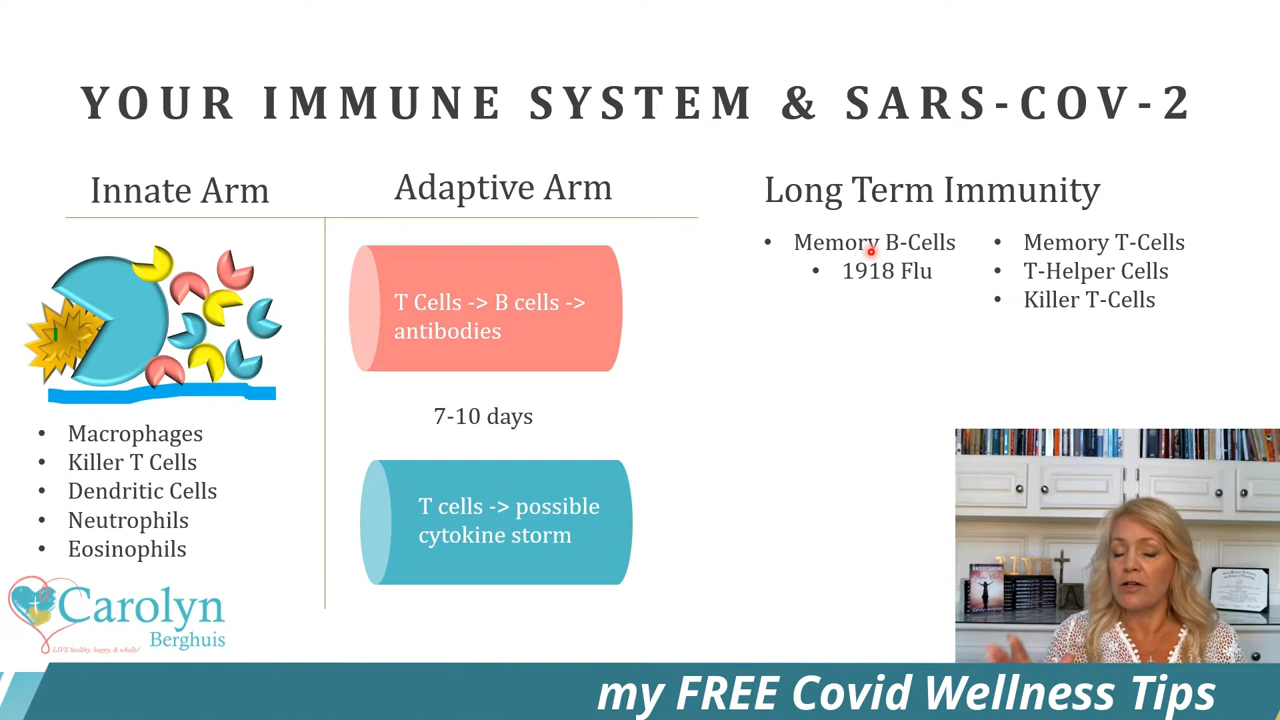 YOUR IMMUNE SYSTEM & SARS-COV-2
Innate Arm
• Macrophages
• Killer T Cells
• Dendritic Cells
• Neutrophils
• Eosinophils
Adaptive Arm
T Cells -> B cells ->
antibodies
7-10 days
T cells -> possible
cytokine storm
Long Term Immunity
• Memory B-Cells
• 1918 Flu
• Memory T-Cells
• T-Helper Cells
• Killer T-Cells
Carolyn
Berghuis
LIVE healthy, happy, & wholly!
my FREE Covid Wellness Tips